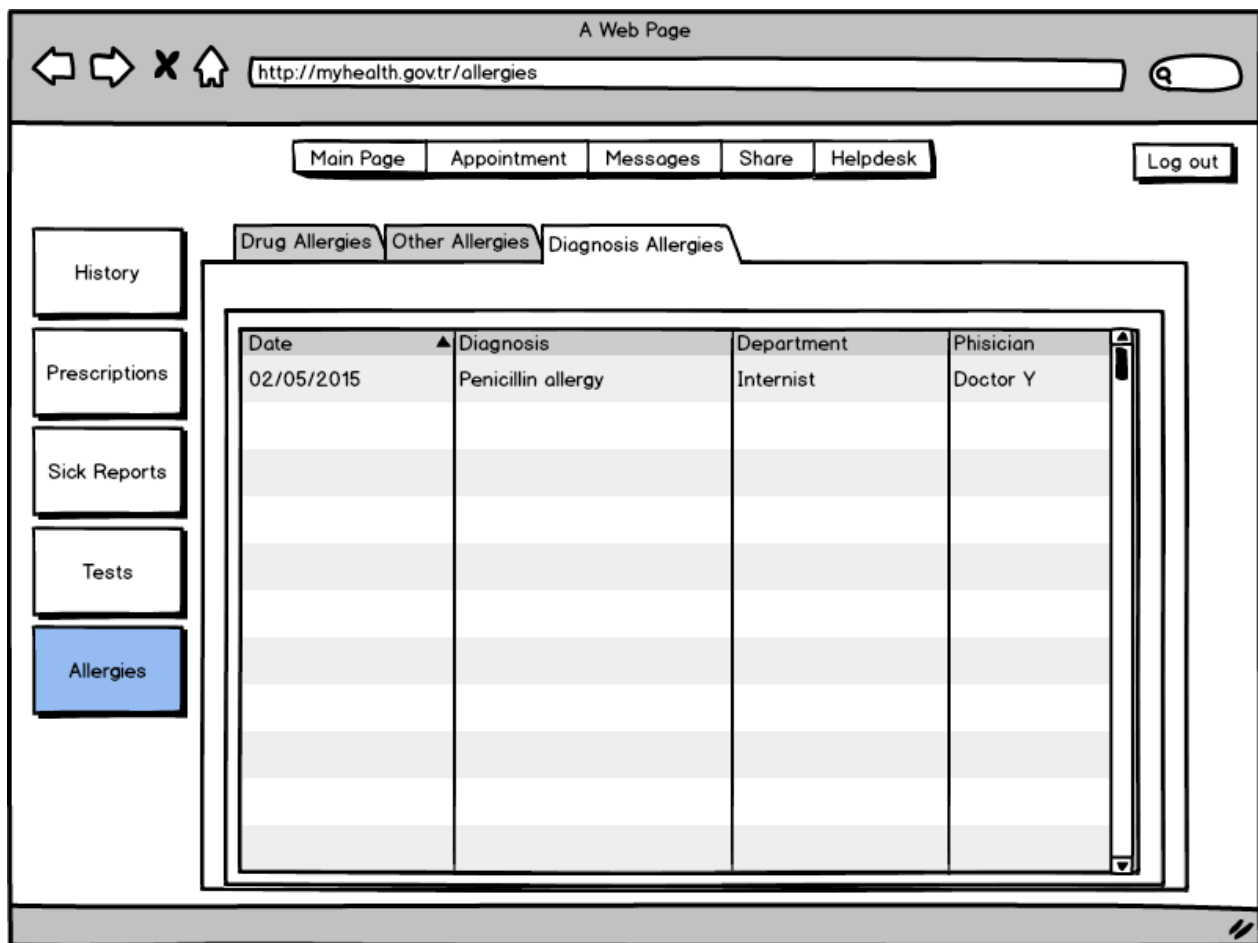 A Web Page
http://myhealth.gov.tr/allergies
Main Page Appointment Messages Share Helpdesk
Log out
Drug Allergies Other Allergies Diagnosis Allergies
History
Prescriptions
Sick Reports
Tests
Allergies
Date Diagnosis Department Phisician
02/05/2015 Penicillin allergy Internist Doctor Y